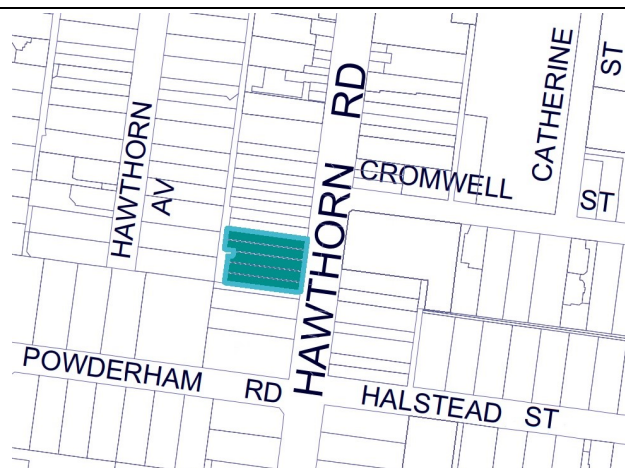 HAWTHORN RD
CATHERINE
ST
HAWTHORN
AV
CROMWELL
ST
POWDERHAM RD
HALSTEAD ST